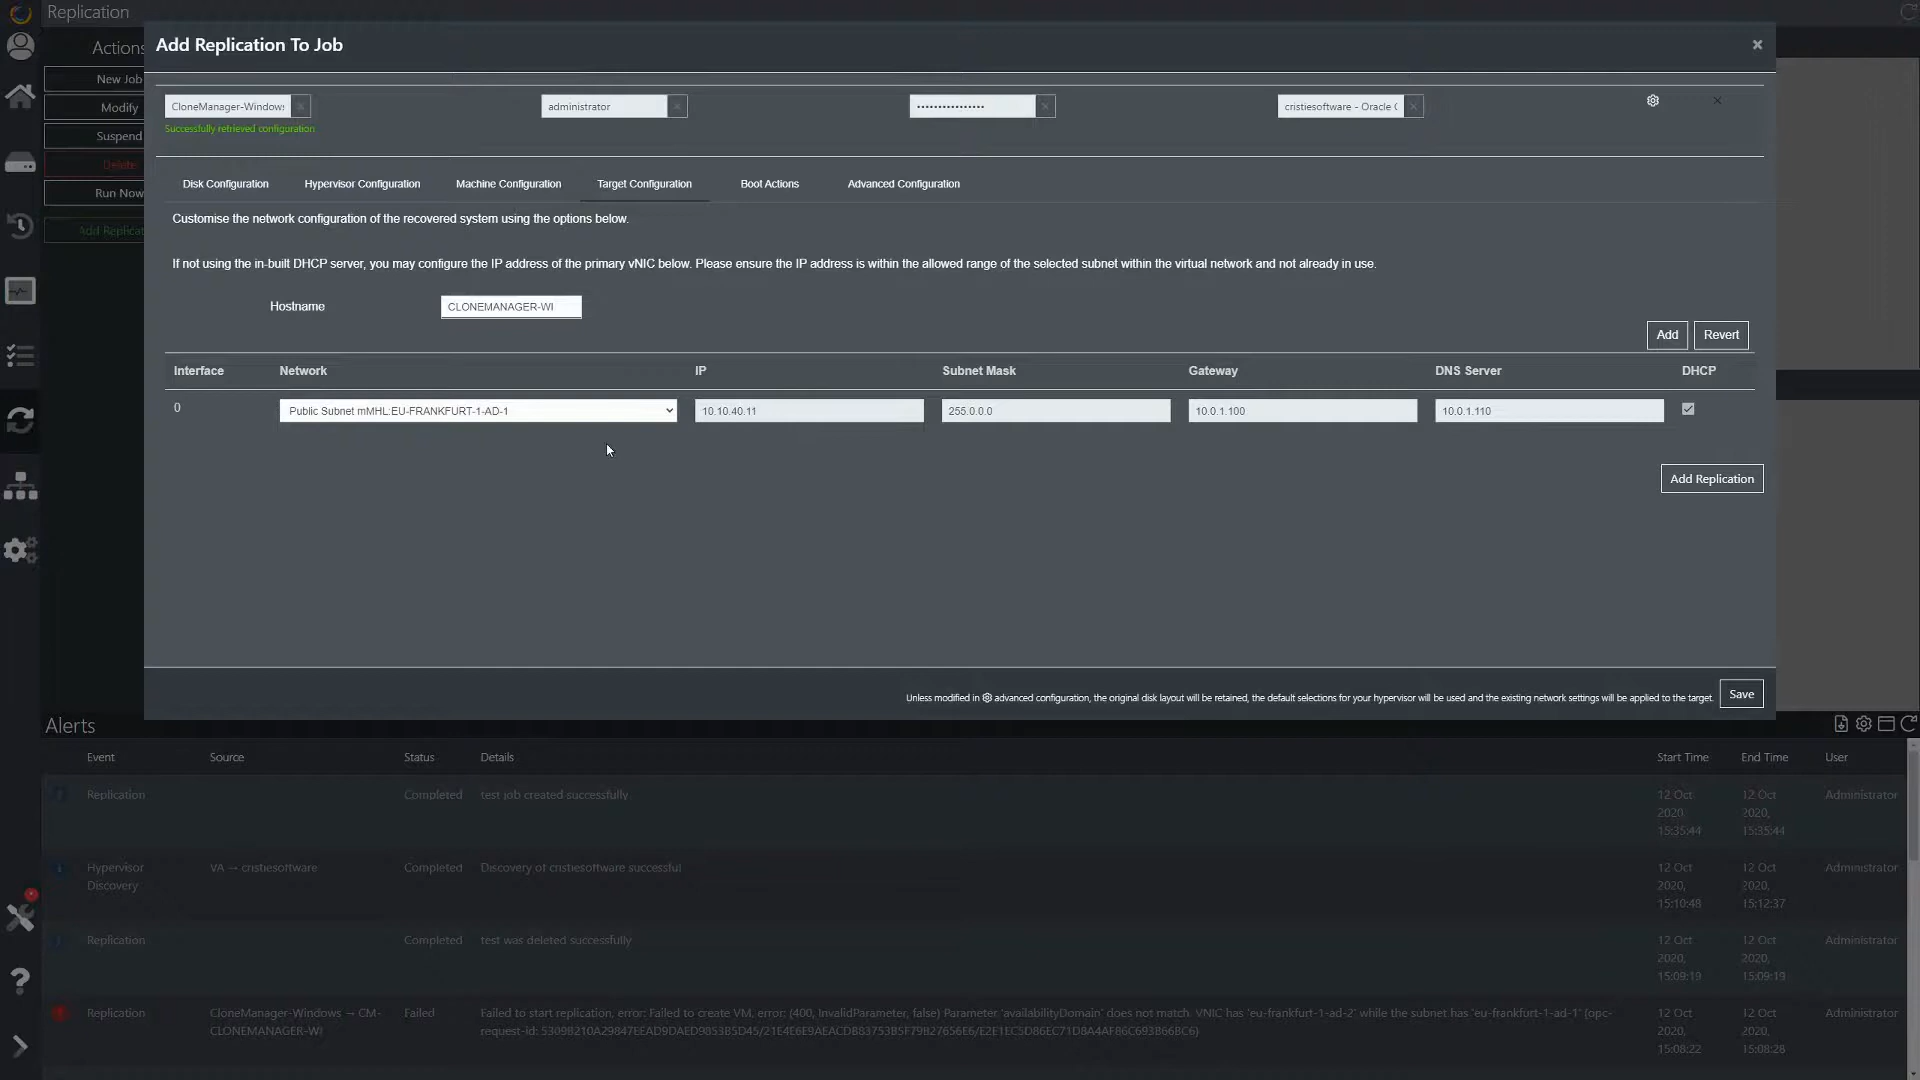 Replication
Actions
Add Replication To Job
New Job
Modify
Suspend
Delete
Run Now
Add Replicat
CloneManager-Windows
administrator
••••••••••••••••
cristiesoftware - Oracle C
Successfully retrieved configuration
Disk Configuration
Hypervisor Configuration
Machine Configuration
Target Configuration
Boot Actions
Advanced Configuration
Customise the network configuration of the recovered system using the options below.
If not using the in-built DHCP server, you may configure the IP address of the primary vNIC below. Please ensure the IP address is within the allowed range of the selected subnet within the virtual network and not already in use.
Hostname
CLONEMANAGER-WI
Add
Revert
Interface
Network
IP
Subnet Mask
Gateway
DNS Server
DHCP
0
Public Subnet mMHL:EU-FRANKFURT-1-AD-1
10.10.40.11
255.0.0.0
10.0.1.100
10.0.1.110
Add Replication
Unless modified in advanced configuration, the original disk layout will be retained, the default selections for your hypervisor will be used and the existing network settings will be applied to the target.
Save
Alerts
Event
Source
Status
Details
Start Time
End Time
User
Replication
Completed
test job created successfully
12 Oct
2020,
15:35:44
12 Oct
2020,
15:35:44
Administrator
Hypervisor
Discovery
VA → cristiesoftware
Completed
Discovery of cristiesoftware successful
12 Oct
2020,
15:10:48
12 Oct
2020,
15:12:37
Administrator
Replication
Completed
test was deleted successfully
12 Oct
2020,
15:09:19
12 Oct
2020,
15:09:19
Administrator
Replication
CloneManager-Windows → CM-
CLONEMANAGER-WI
Failed
Failed to start replication, error: Failed to create VM, error: (400, InvalidParameter, false) Parameter 'availabilityDomain' does not match. VNIC has 'eu-frankfurt-1-ad-2' while the subnet has 'eu-frankfurt-1-ad-1' (opc-
request-id:
12 Oct
2020,
15:08:22
12 Oct
2020,
15:08:28
Administrator